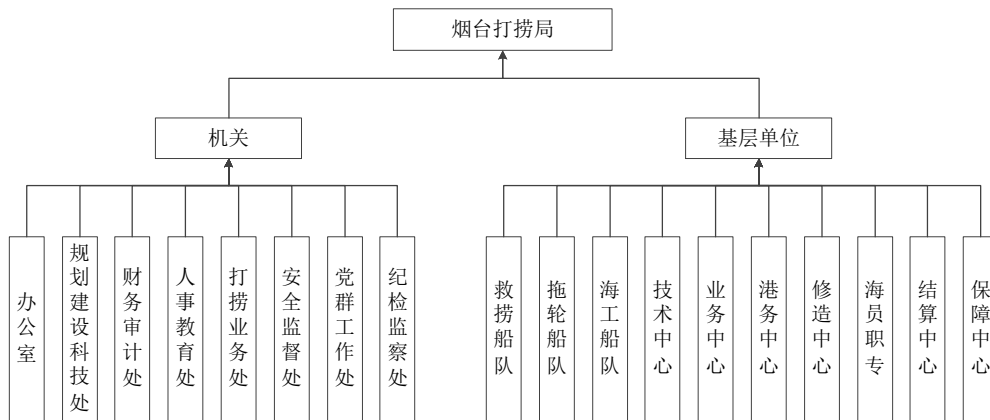 烟台打捞局
机关
基层单位
办公室
规划建设科技处
财务审计处
人事教育处
打捞业务处
安全监督处
党群工作处
纪检监察处
救捞船队
拖轮船队
海工船队
技术中心
业务中心
港务中心
修造中心
海员职专
结算中心
保障中心